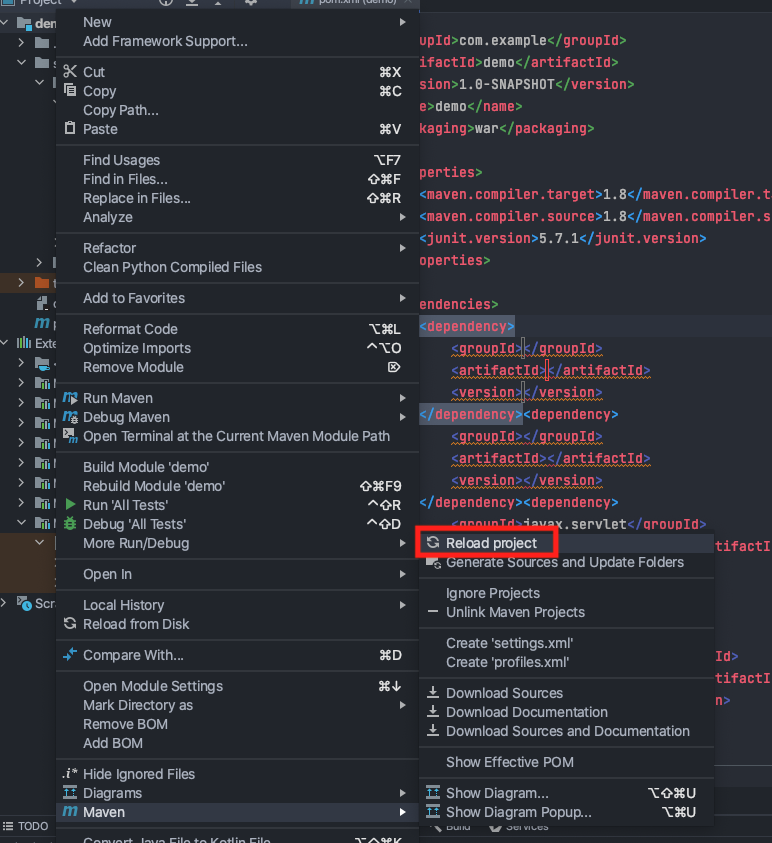 Project
pom.xml (demo)
New
Add Framework Support...
Cut ⌘X
Copy ⌘C
Copy Path...
Paste ⌘V
Find Usages ⌥F7
Find in Files... ⇧⌘F
Replace in Files... ⇧⌘R
Analyze
Refactor
Clean Python Compiled Files
Add to Favorites
Reformat Code ⌥⌘L
Optimize Imports ^⌥O
Remove Module ⌦
Run Maven
Debug Maven
Open Terminal at the Current Maven Module Path
Build Module 'demo'
Rebuild Module 'demo' ⇧⌘F9
Run 'All Tests' ^⇧R
Debug 'All Tests' ^⇧D
More Run/Debug
Open In
Local History
Reload from Disk
Compare With... ⌘D
Open Module Settings ⌘↓
Mark Directory as
Remove BOM
Add BOM
.i* Hide Ignored Files
Diagrams
Maven
Convert Java File to Kotlin File ⌥⇧⌘K
TODO
upId>com.example</groupId>
ifactId>demo</artifactId>
sion>1.0-SNAPSHOT</version>
e>demo</name>
kaging>war</packaging>
perties>
<maven.compiler.target>1.8</maven.compiler.t
<maven.compiler.source>1.8</maven.compiler.s
<junit.version>5.7.1</junit.version>
operties>
endencies>
<dependency>
<groupId></groupId>
<artifactId></artifactId>
<version></version>
</dependency><dependency>
<groupId></groupId>
<artifactId></artifactId>
<version></version>
</dependency><dependency>
<groupId>javax.servlet</groupId>
tifactI
Id>
tifactI
n>
Reload project
Generate Sources and Update Folders
Ignore Projects
Unlink Maven Projects
Create 'settings.xml'
Create 'profiles.xml'
Download Sources
Download Documentation
Download Sources and Documentation
Show Effective POM
Show Diagram... ⌥⇧⌘U
Show Diagram Popup... ⌥⌘U
Build
Services